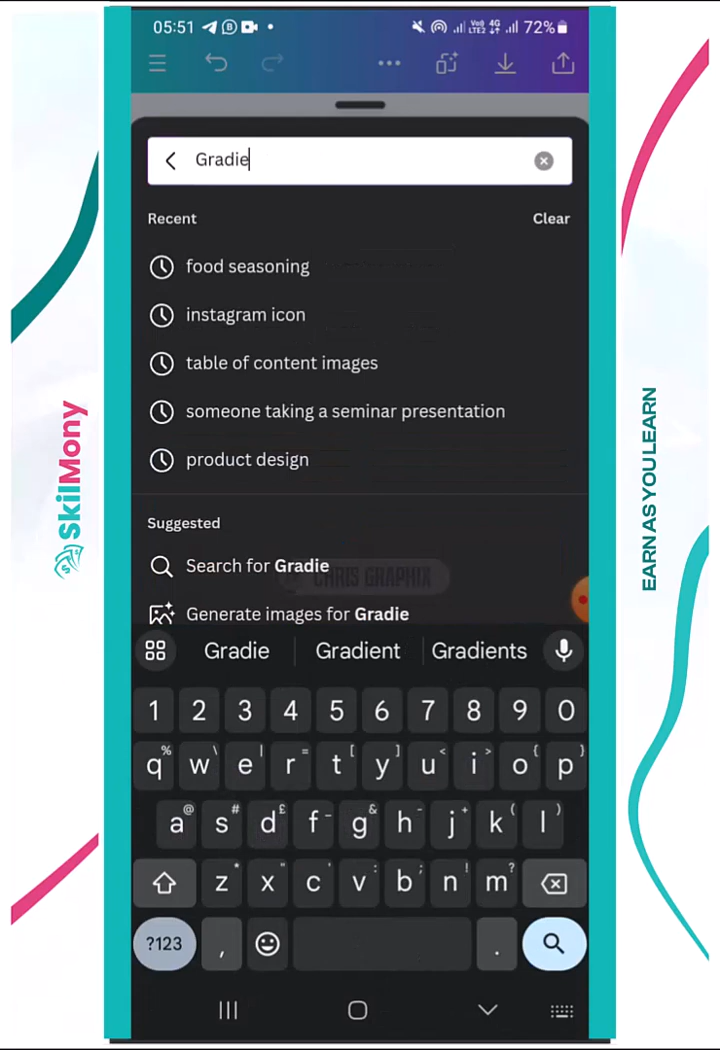 05:51 72%
Gradie
Recent Clear
food seasoning
instagram icon
table of content images
someone taking a seminar presentation
product design
Suggested
Search for Gradie
CHRIS GRAPHIX
Generate images for Gradie
Gradie Gradient Gradients
1 2 3 4 5 6 7 8 9 0
q w e r t y u i o p
a s d f g h j k l
z x c v b n m
?123 , .
SkilMony
EARN AS YOU LEARN